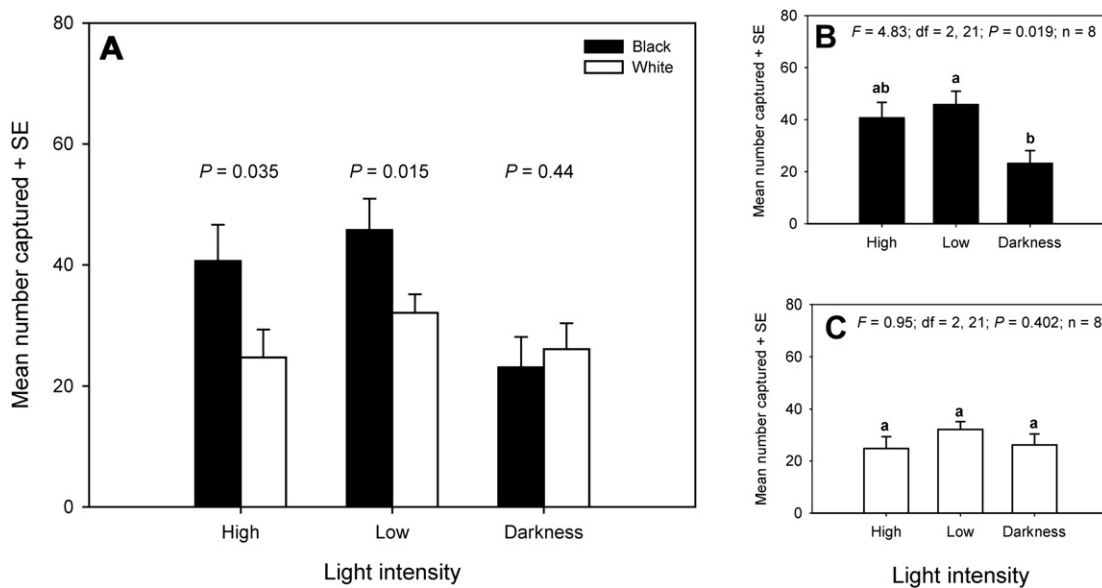 A
Black
White
Mean number captured + SE
80
60
40
20
0
P = 0.035
P = 0.015
P = 0.44
High
Low
Darkness
Light intensity
B
F = 4.83; df = 2, 21; P = 0.019; n = 8
Mean number captured + SE
80
60
40
20
0
ab
a
b
High
Low
Darkness
C
F = 0.95; df = 2, 21; P = 0.402; n = 8
Mean number captured + SE
80
60
40
20
0
a
a
a
High
Low
Darkness
Light intensity